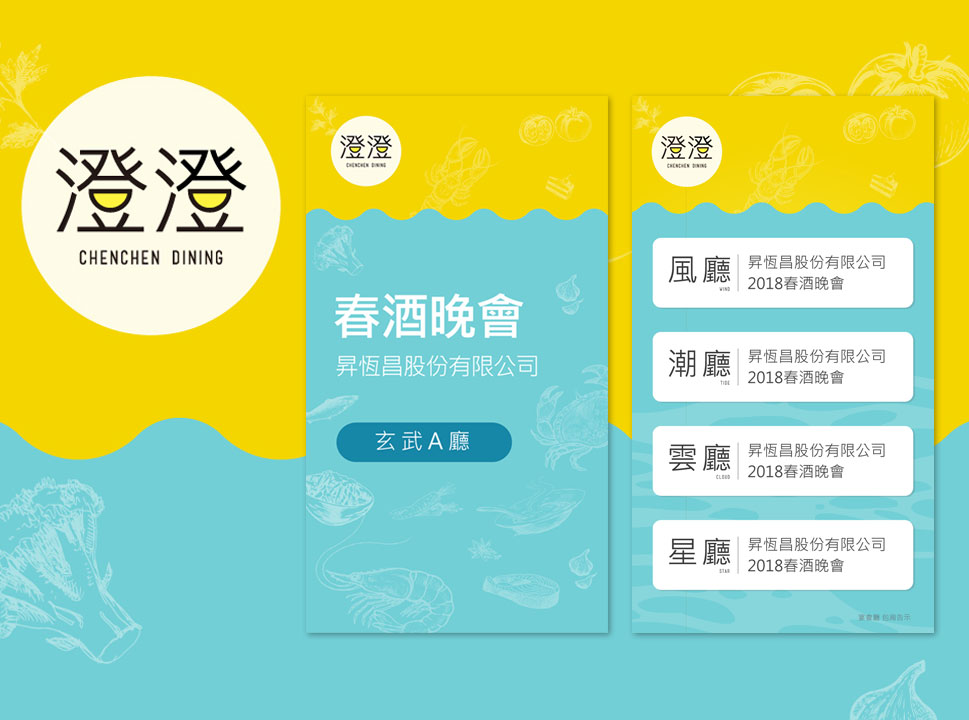 澄澄
CHENCHEN DINING
澄澄
CHENCHEN DINING
春酒晚會
昇恆昌股份有限公司
玄武A廳
澄澄
CHENCHEN DINING
風廳
WIND
昇恆昌股份有限公司
2018春酒晚會
潮廳
TIDE
昇恆昌股份有限公司
2018春酒晚會
雲廳
CLOUD
昇恆昌股份有限公司
2018春酒晚會
星廳
STAR
昇恆昌股份有限公司
2018春酒晚會